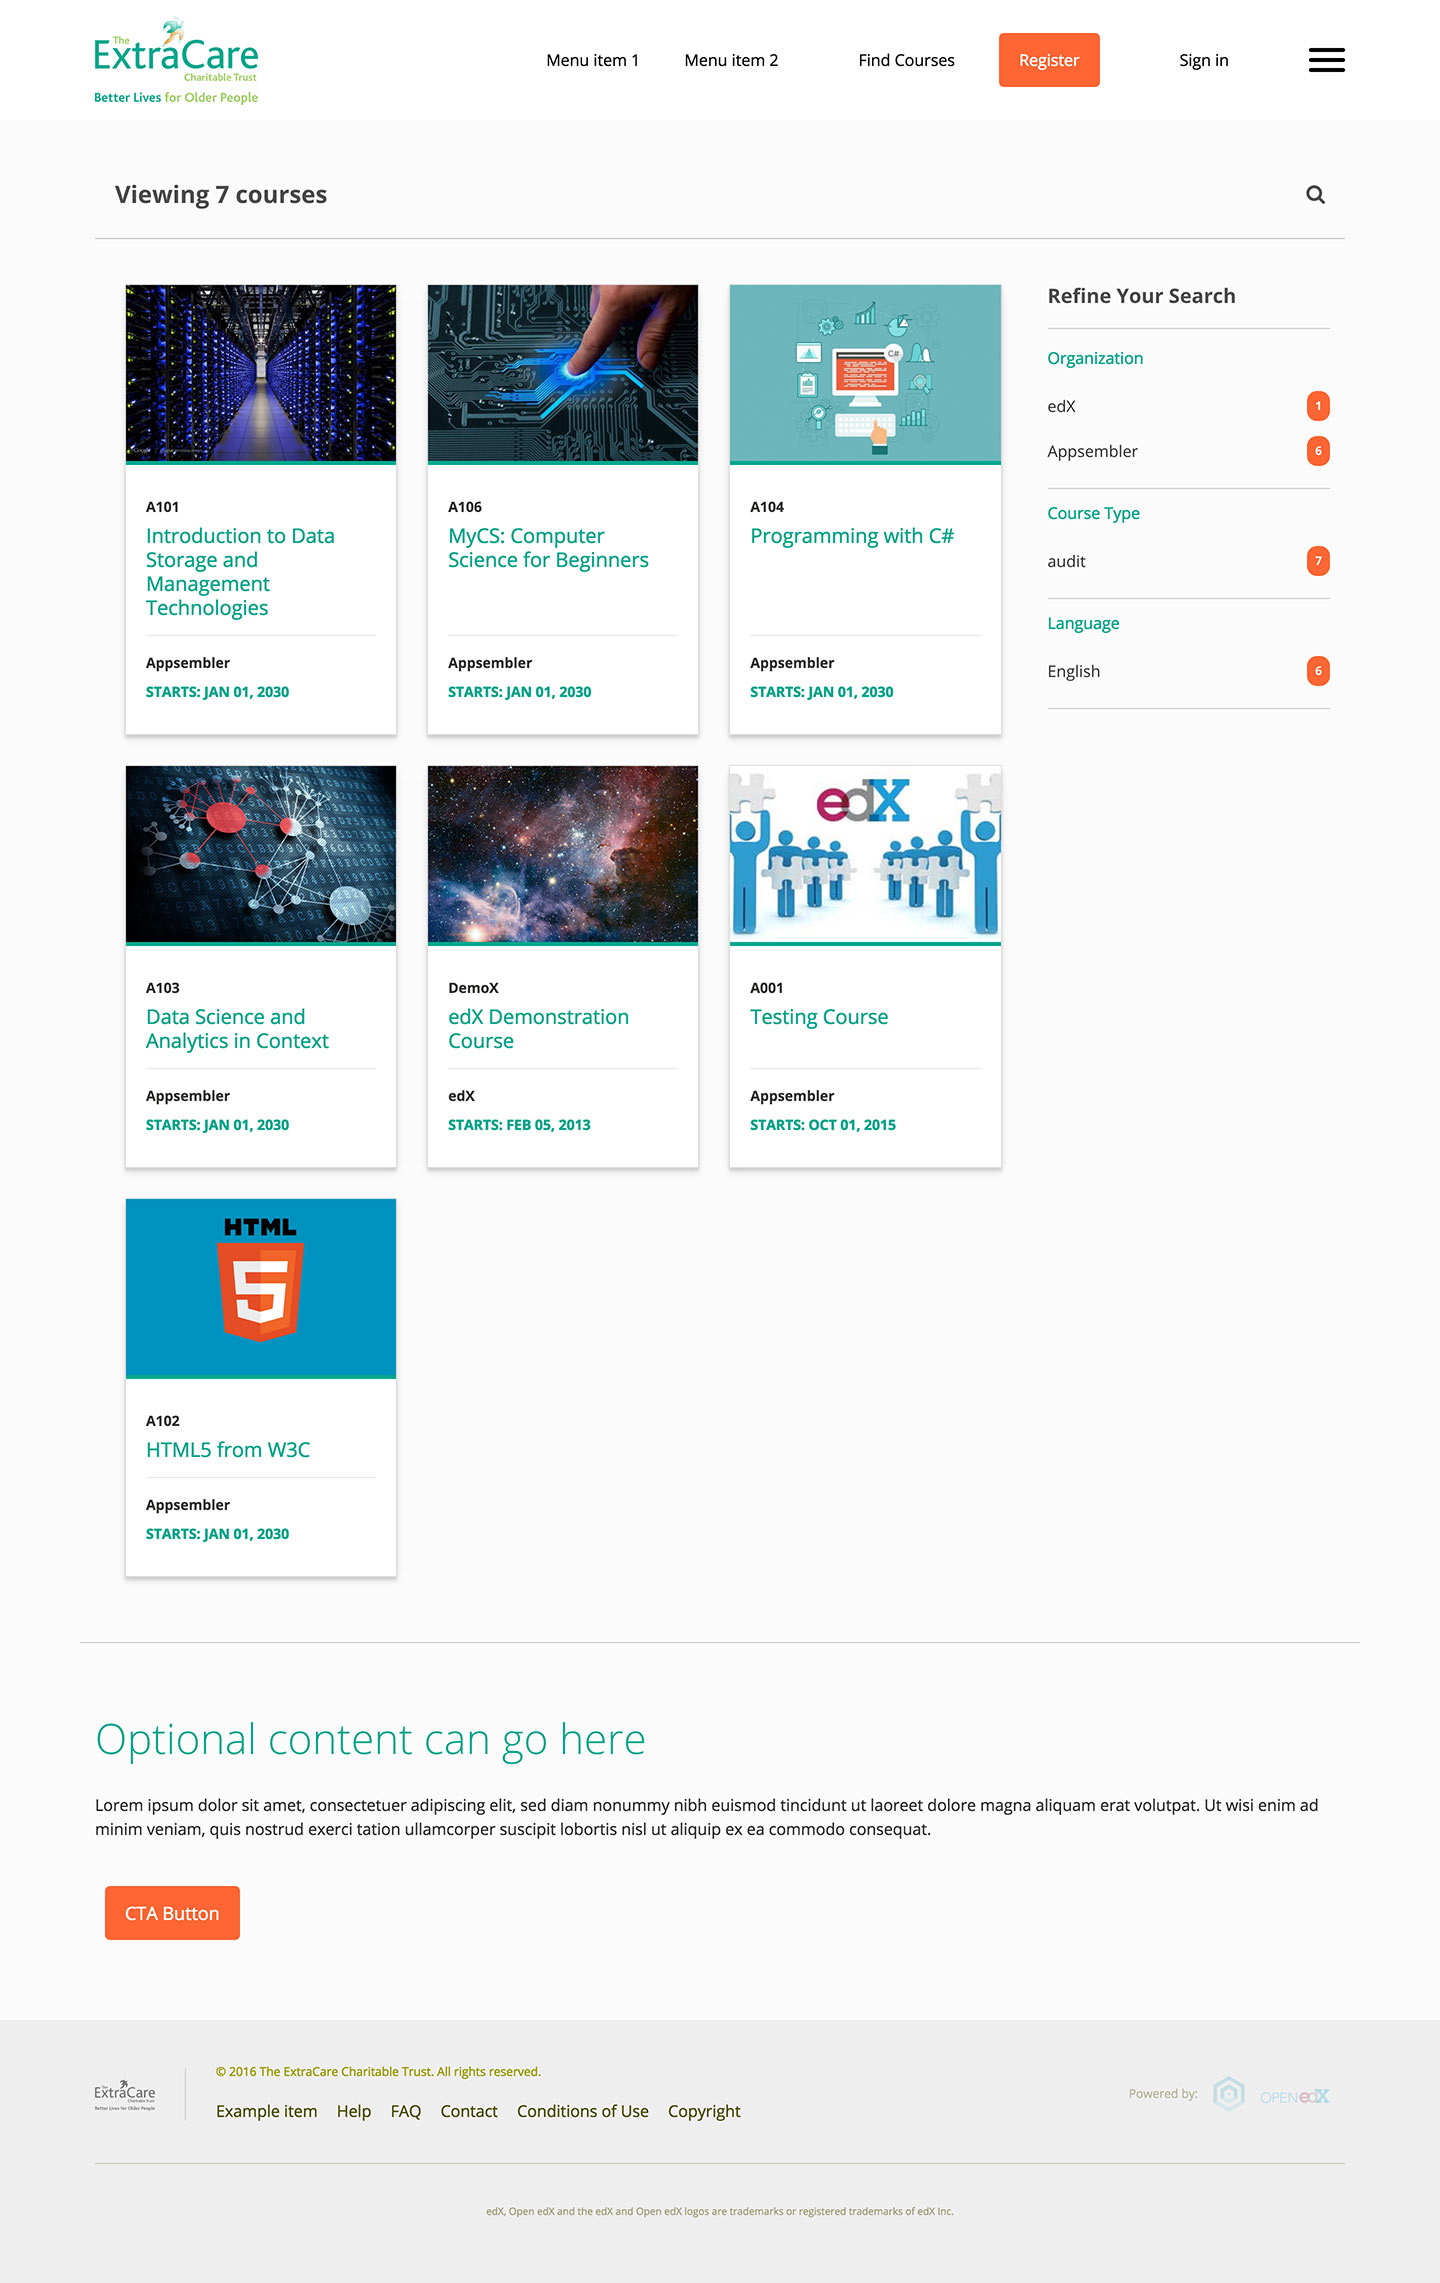 The
ExtraCare
Charitable Trust
Better Lives for Older People
Menu item 1
Menu item 2
Find Courses
Register
Sign in
Viewing 7 courses
A101
Introduction to Data
Storage and
Management
Technologies
Appsembler
STARTS: JAN 01, 2030
A106
MyCS: Computer
Science for Beginners
Appsembler
STARTS: JAN 01, 2030
C#
A104
Programming with C#
Appsembler
STARTS: JAN 01, 2030
Refine Your Search
Organization
edX
1
Appsembler
6
Course Type
audit
7
Language
English
6
A103
Data Science and
Analytics in Context
Appsembler
STARTS: JAN 01, 2030
DemoX
edX Demonstration
Course
edX
STARTS: FEB 05, 2013
edX
A001
Testing Course
Appsembler
STARTS: OCT 01, 2015
HTML
5
A102
HTML5 from W3C
Appsembler
STARTS: JAN 01, 2030
Optional content can go here
Lorem ipsum dolor sit amet, consectetuer adipiscing elit, sed diam nonummy nibh euismod tincidunt ut laoreet dolore magna aliquam erat volutpat. Ut wisi enim ad
minim veniam, quis nostrud exerci tation ullamcorper suscipit lobortis nisl ut aliquip ex ea commodo consequat.
CTA Button
The
ExtraCare
Charitable Trust
Better Lives for Older People
© 2016 The ExtraCare Charitable Trust. All rights reserved.
Example item Help FAQ Contact Conditions of Use Copyright
Powered by:
OPEN edX
edX, Open edX and the edX and Open edX logos are trademarks or registered trademarks of edX Inc.